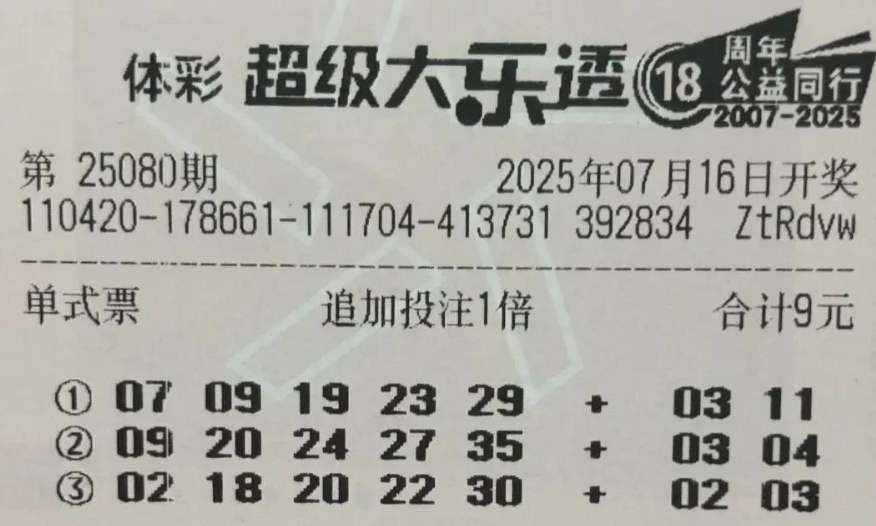 体彩 超级大乐透 18 周年
公益同行
2007-2025
第 25080期 2025年07月16日开奖
110420-178661-111704-413731 392834 ZtRdvw
单式票 追加投注1倍 合计9元
① 07 09 19 23 29 + 03 11
② 09 20 24 27 35 + 03 04
③ 02 18 20 22 30 + 02 03